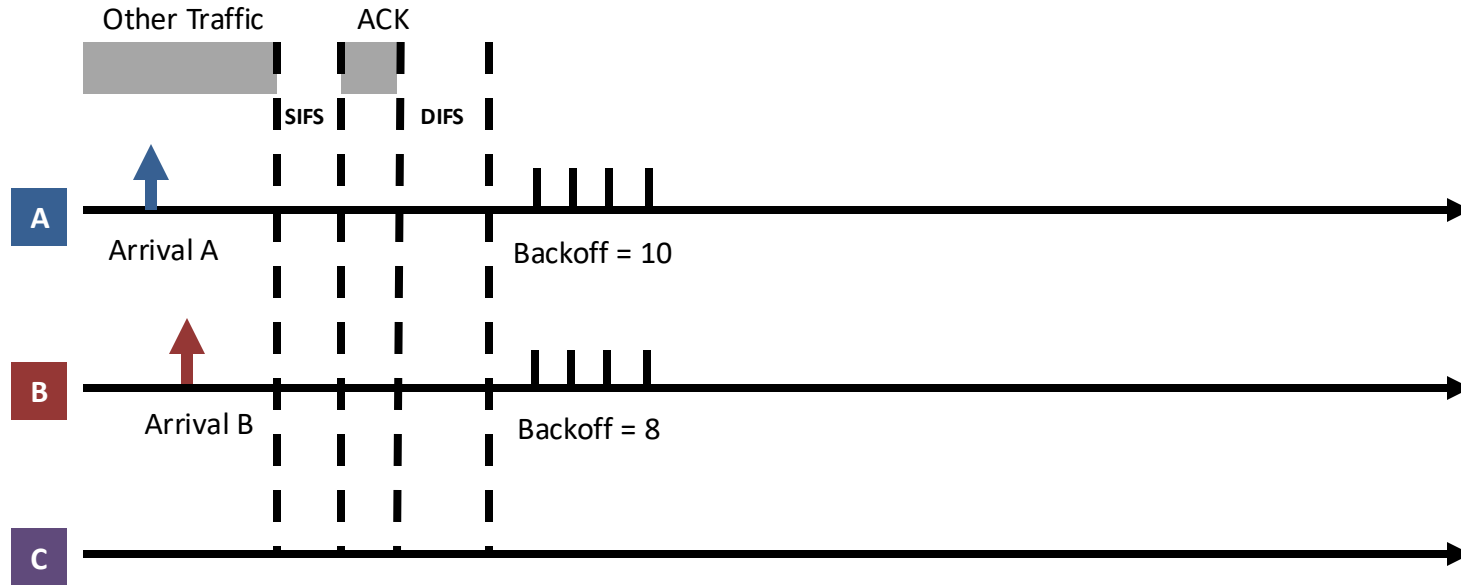 Other Traffic
ACK
SIFS
DIFS
A
Arrival A
Backoff = 10
B
Arrival B
Backoff = 8
C